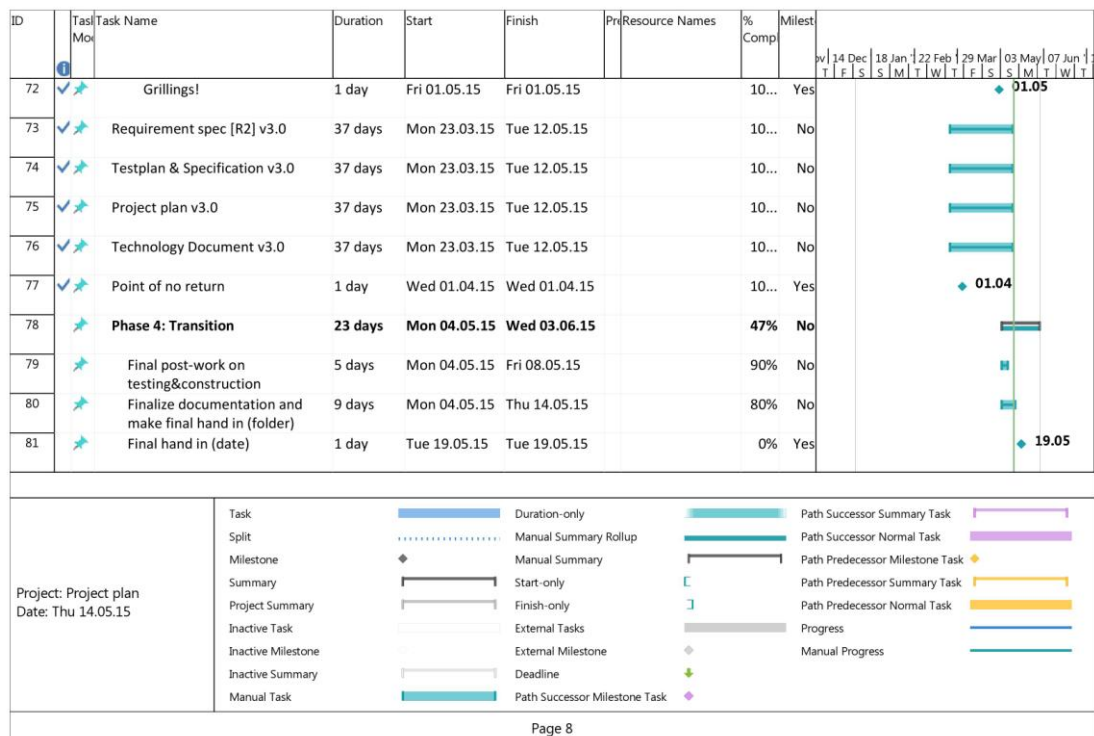 ID Task Mo Task Name Duration Start Finish Pre Resource Names % Compl Milest
14 Dec 18 Jan ' 22 Feb ' 29 Mar 03 May 07 Jun '
T F S S M T W T F S S M T W T
72 Grillings! 1 day Fri 01.05.15 Fri 01.05.15 10... Yes 01.05
73 Requirement spec [R2] v3.0 37 days Mon 23.03.15 Tue 12.05.15 10... No
74 Testplan & Specification v3.0 37 days Mon 23.03.15 Tue 12.05.15 10... No
75 Project plan v3.0 37 days Mon 23.03.15 Tue 12.05.15 10... No
76 Technology Document v3.0 37 days Mon 23.03.15 Tue 12.05.15 10... No
77 Point of no return 1 day Wed 01.04.15 Wed 01.04.15 10... Yes 01.04
78 Phase 4: Transition 23 days Mon 04.05.15 Wed 03.06.15 47% No
79 Final post-work on testing&construction 5 days Mon 04.05.15 Fri 08.05.15 90% No
80 Finalize documentation and make final hand in (folder) 9 days Mon 04.05.15 Thu 14.05.15 80% No
81 Final hand in (date) 1 day Tue 19.05.15 Tue 19.05.15 0% Yes 19.05
Project: Project plan
Date: Thu 14.05.15
Task
Split
Milestone
Summary
Project Summary
Inactive Task
Inactive Milestone
Inactive Summary
Manual Task
Duration-only
Manual Summary Rollup
Manual Summary
Start-only
Finish-only
External Tasks
External Milestone
Deadline
Path Successor Milestone Task
Path Successor Summary Task
Path Successor Normal Task
Path Predecessor Milestone Task
Path Predecessor Summary Task
Path Predecessor Normal Task
Progress
Manual Progress
Page 8